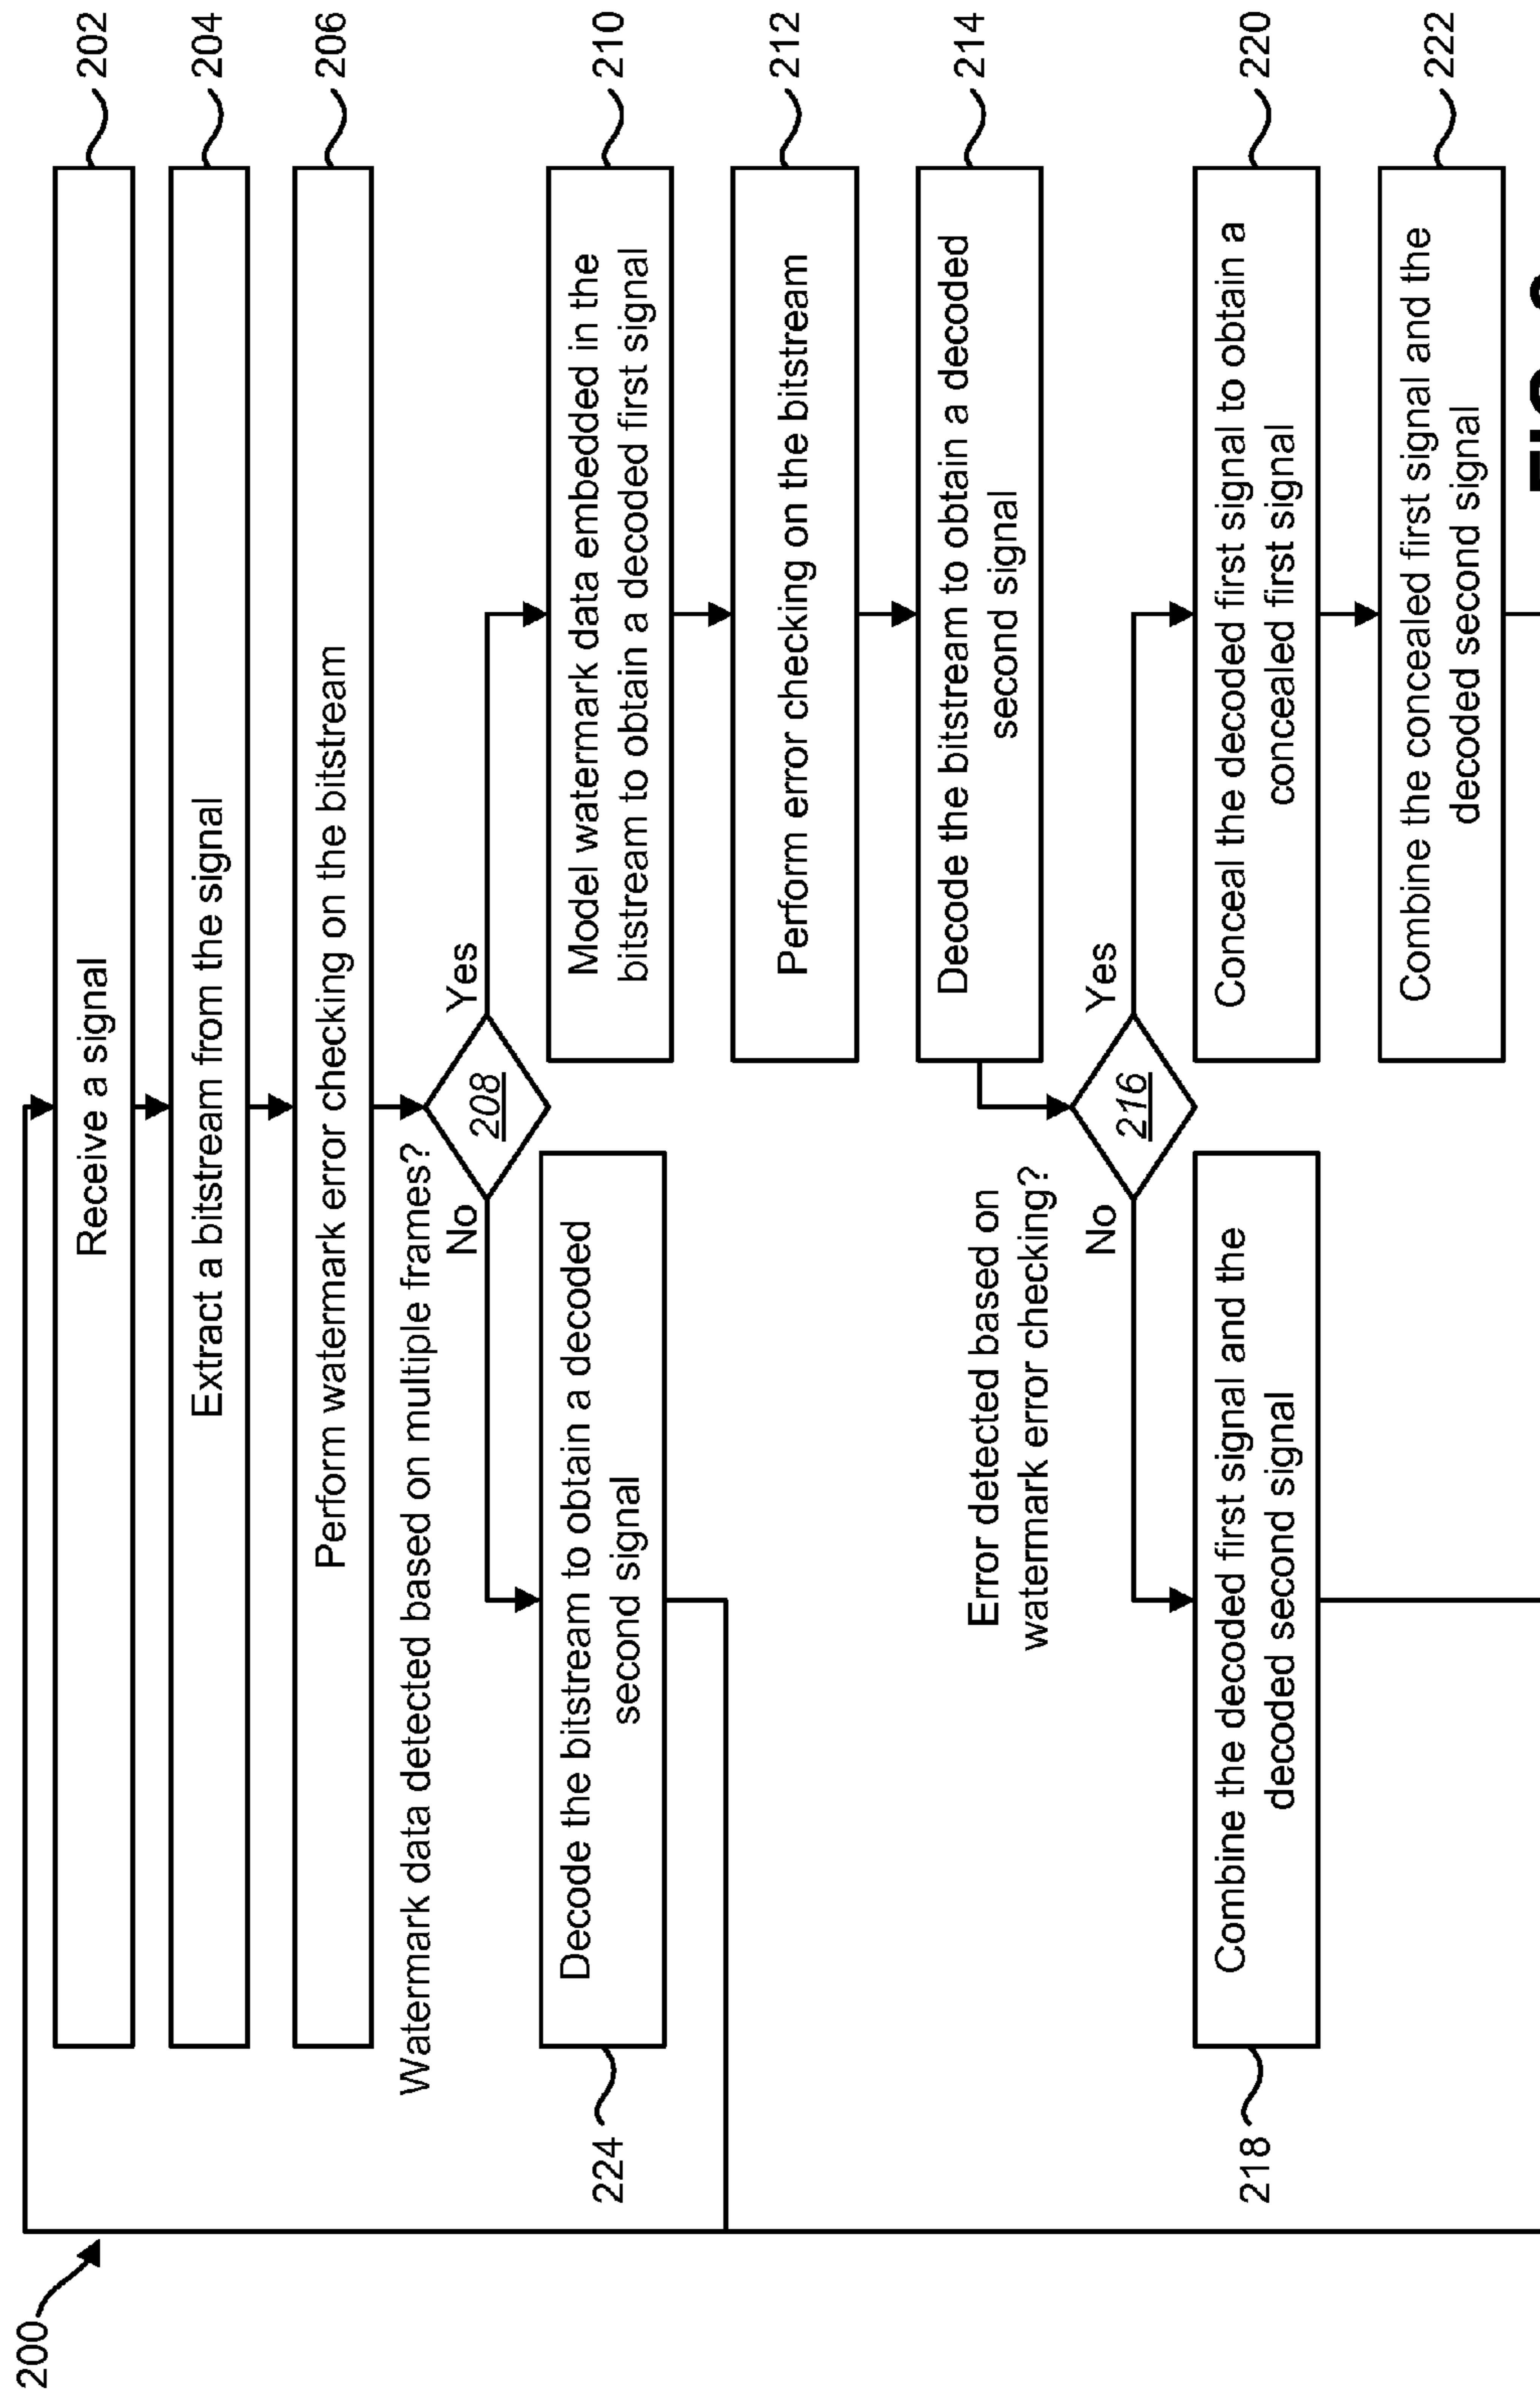 200
Receive a signal
202
Extract a bitstream from the signal
204
Perform watermark error checking on the bitstream
206
Watermark data detected based on multiple frames?
No
208
Yes
Decode the bitstream to obtain a decoded
second signal
224
Model watermark data embedded in the
bitstream to obtain a decoded first signal
210
Perform error checking on the bitstream
212
Decode the bitstream to obtain a decoded
second signal
214
Error detected based on
watermark error checking?
No
216
Yes
Combine the decoded first signal and the
decoded second signal
218
Conceal the decoded first signal to obtain a
concealed first signal
220
Combine the concealed first signal and the
decoded second signal
222